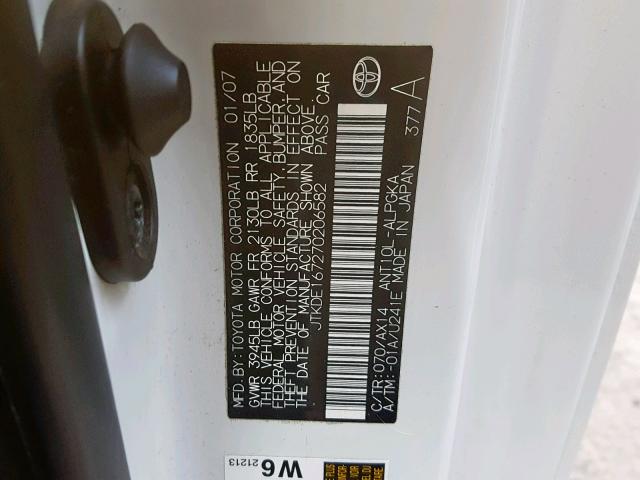 MFD.BY:TOYOTA MOTOR CORPORATION 01/07
GVWR 3945LB GAWR FR 2130LB RR 1835LB
THIS VEHICLE CONFORMS TO ALL APPLICABLE
FEDERAL MOTOR VEHICLE SAFETY,BUMPER,AND
THEFT PREVENTION STANDARDS IN EFFECT ON
THE DATE OF MANUFACTURE SHOWN ABOVE.
JTKDE167270206582 PASS CAR
C/TR:070/AX14 ANT10L-ALPGKA 377 A
A/TM:-01A/U241E MADE IN JAPAN
W6
21213